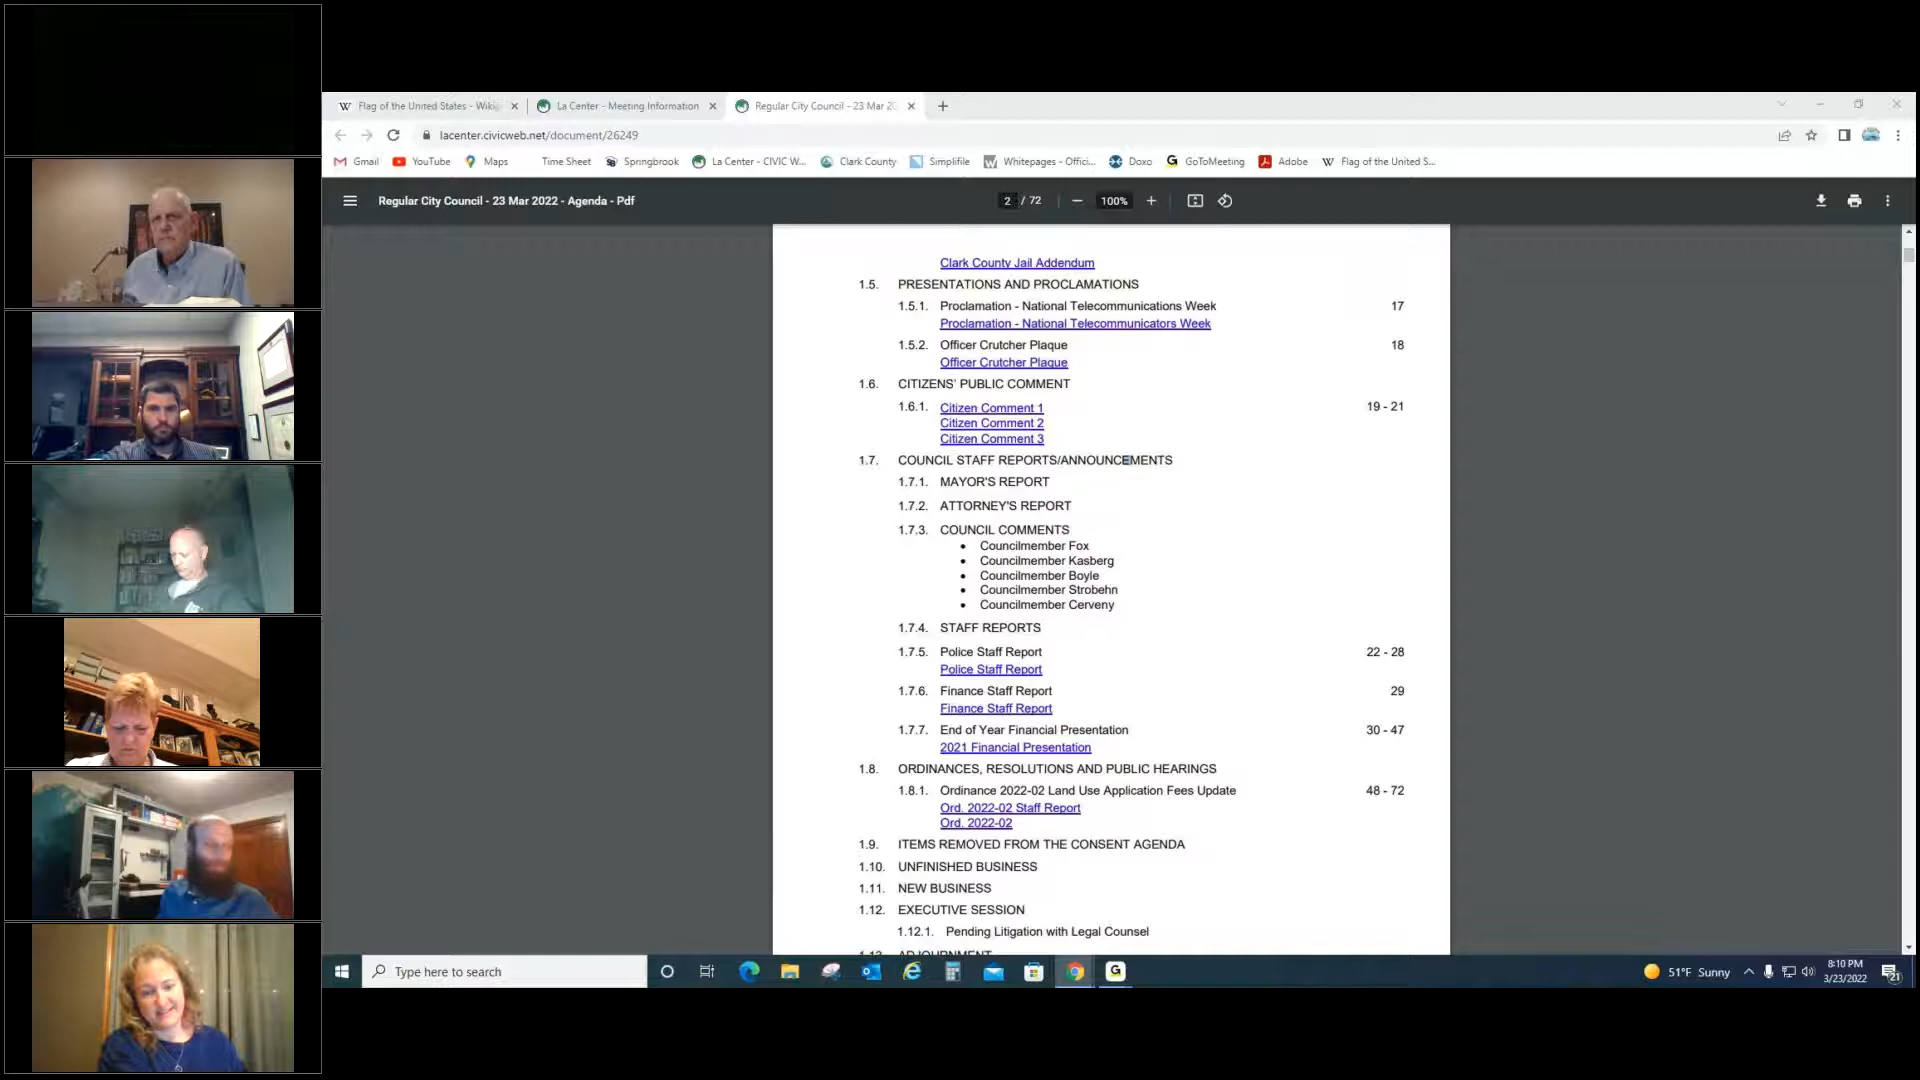 Flag of the United States - Wikip
La Center - Meeting Information
Regular City Council - 23 Mar 20
lacenter.civicweb.net/document/26249
Gmail
YouTube
Maps
Time Sheet
Springbrook
La Center - CIVIC W...
Clark County
Simplifile
Whitepages - Offici...
Doxo
GoToMeeting
Adobe
Flag of the United S...
Regular City Council - 23 Mar 2022 - Agenda - Pdf
2 / 72
100%
Clark County Jail Addendum
1.5. PRESENTATIONS AND PROCLAMATIONS
1.5.1. Proclamation - National Telecommunications Week 17
Proclamation - National Telecommunicators Week
1.5.2. Officer Crutcher Plaque 18
Officer Crutcher Plaque
1.6. CITIZENS' PUBLIC COMMENT
1.6.1. Citizen Comment 1 19 - 21
Citizen Comment 2
Citizen Comment 3
1.7. COUNCIL STAFF REPORTS/ANNOUNCEMENTS
1.7.1. MAYOR'S REPORT
1.7.2. ATTORNEY'S REPORT
1.7.3. COUNCIL COMMENTS
• Councilmember Fox
• Councilmember Kasberg
• Councilmember Boyle
• Councilmember Strobehn
• Councilmember Cerveny
1.7.4. STAFF REPORTS
1.7.5. Police Staff Report 22 - 28
Police Staff Report
1.7.6. Finance Staff Report 29
Finance Staff Report
1.7.7. End of Year Financial Presentation 30 - 47
2021 Financial Presentation
1.8. ORDINANCES, RESOLUTIONS AND PUBLIC HEARINGS
1.8.1. Ordinance 2022-02 Land Use Application Fees Update 48 - 72
Ord. 2022-02 Staff Report
Ord. 2022-02
1.9. ITEMS REMOVED FROM THE CONSENT AGENDA
1.10. UNFINISHED BUSINESS
1.11. NEW BUSINESS
1.12. EXECUTIVE SESSION
1.12.1. Pending Litigation with Legal Counsel
1.13. ADJOURNMENT
Type here to search
51°F Sunny
8:10 PM
3/23/2022
21